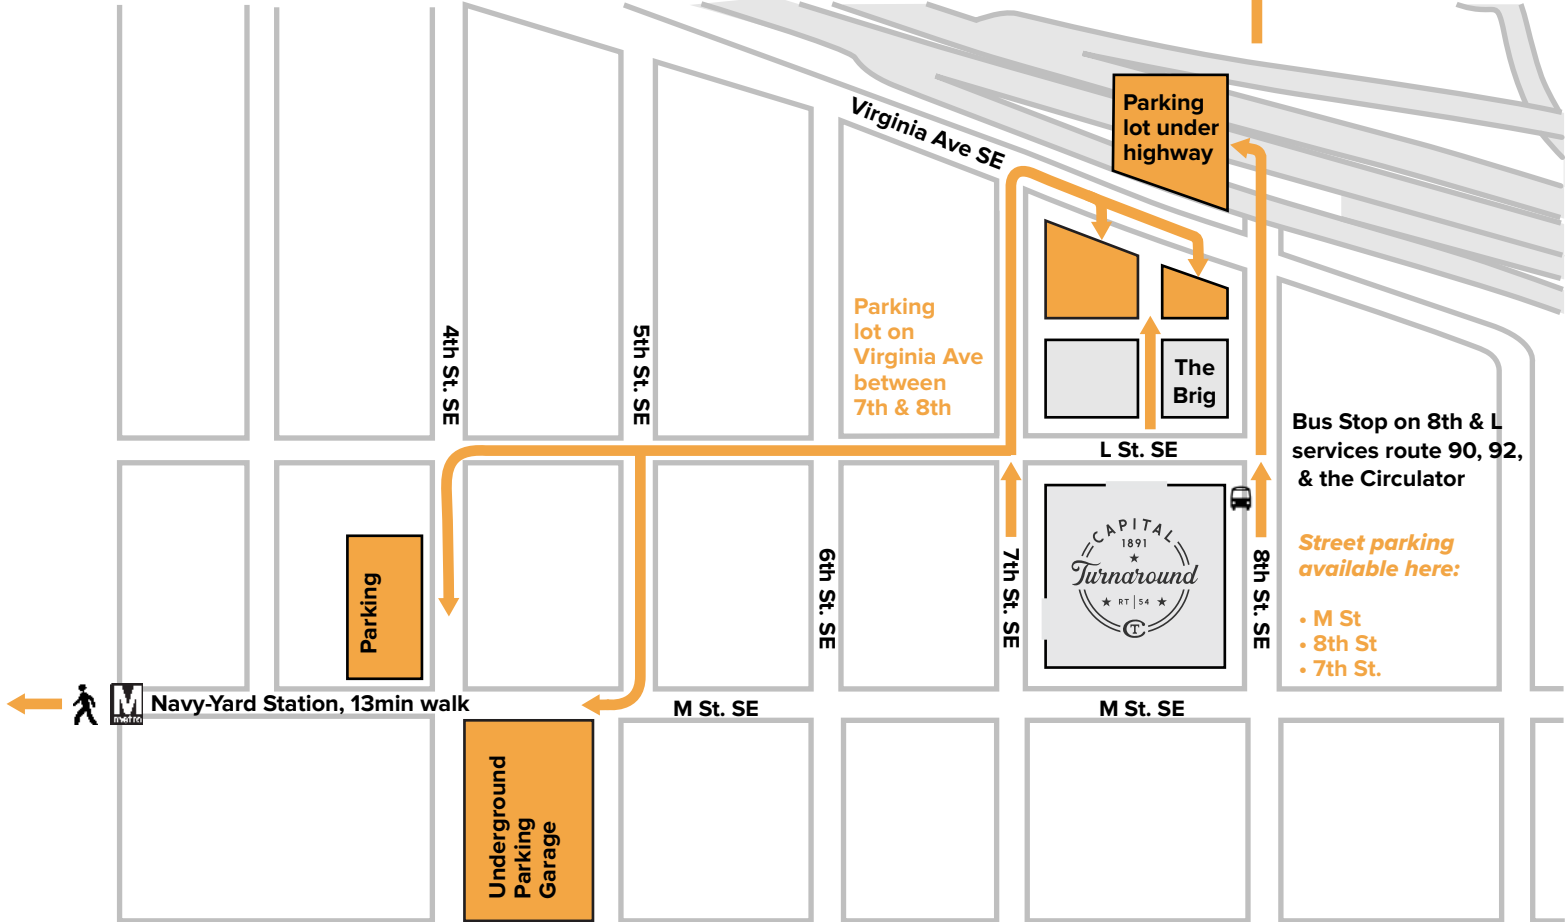 Parking
lot under
highway
Virginia Ave SE
Parking
lot on
Virginia Ave
between
7th & 8th
The
Brig
4th St. SE
5th St. SE
Bus Stop on 8th & L
services route 90, 92,
& the Circulator
L St. SE
CAPITAL
1891
Turnaround
RT 54
CT
6th St. SE
7th St. SE
8th St. SE
Street parking
available here:
• M St
• 8th St
• 7th St.
Parking
M
metro
Navy-Yard Station, 13min walk
M St. SE
M St. SE
Underground
Parking
Garage